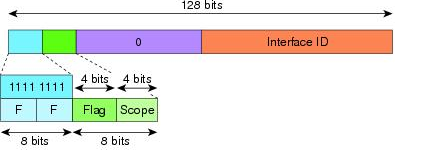 128 bits
0 Interface ID
4 bits 4 bits
1111 1111
F F Flag Scope
8 bits 8 bits